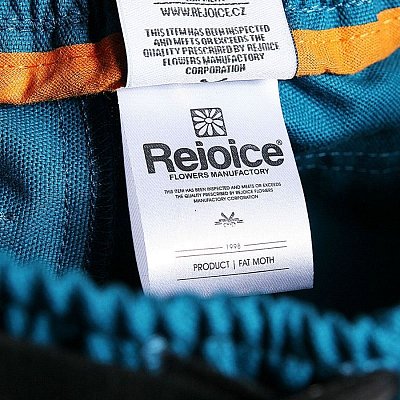 WWW.REJOICE.CZ
THIS ITEM HAS BEEN INSPECTED
AND MEETS OR EXCEEDS THE
QUALITY PRESCRIBED BY REJOICE
FLOWERS MANUFACTORY
CORPORATION
Rejoice®
FLOWERS MANUFACTORY
THIS ITEM HAS BEEN INSPECTED AND MEETS OR EXCEEDS
THE QUALITY PRESCRIBED BY REJOICE FLOWERS
MANUFACTORY CORPORATION
1998
PRODUCT | FAT MOTH